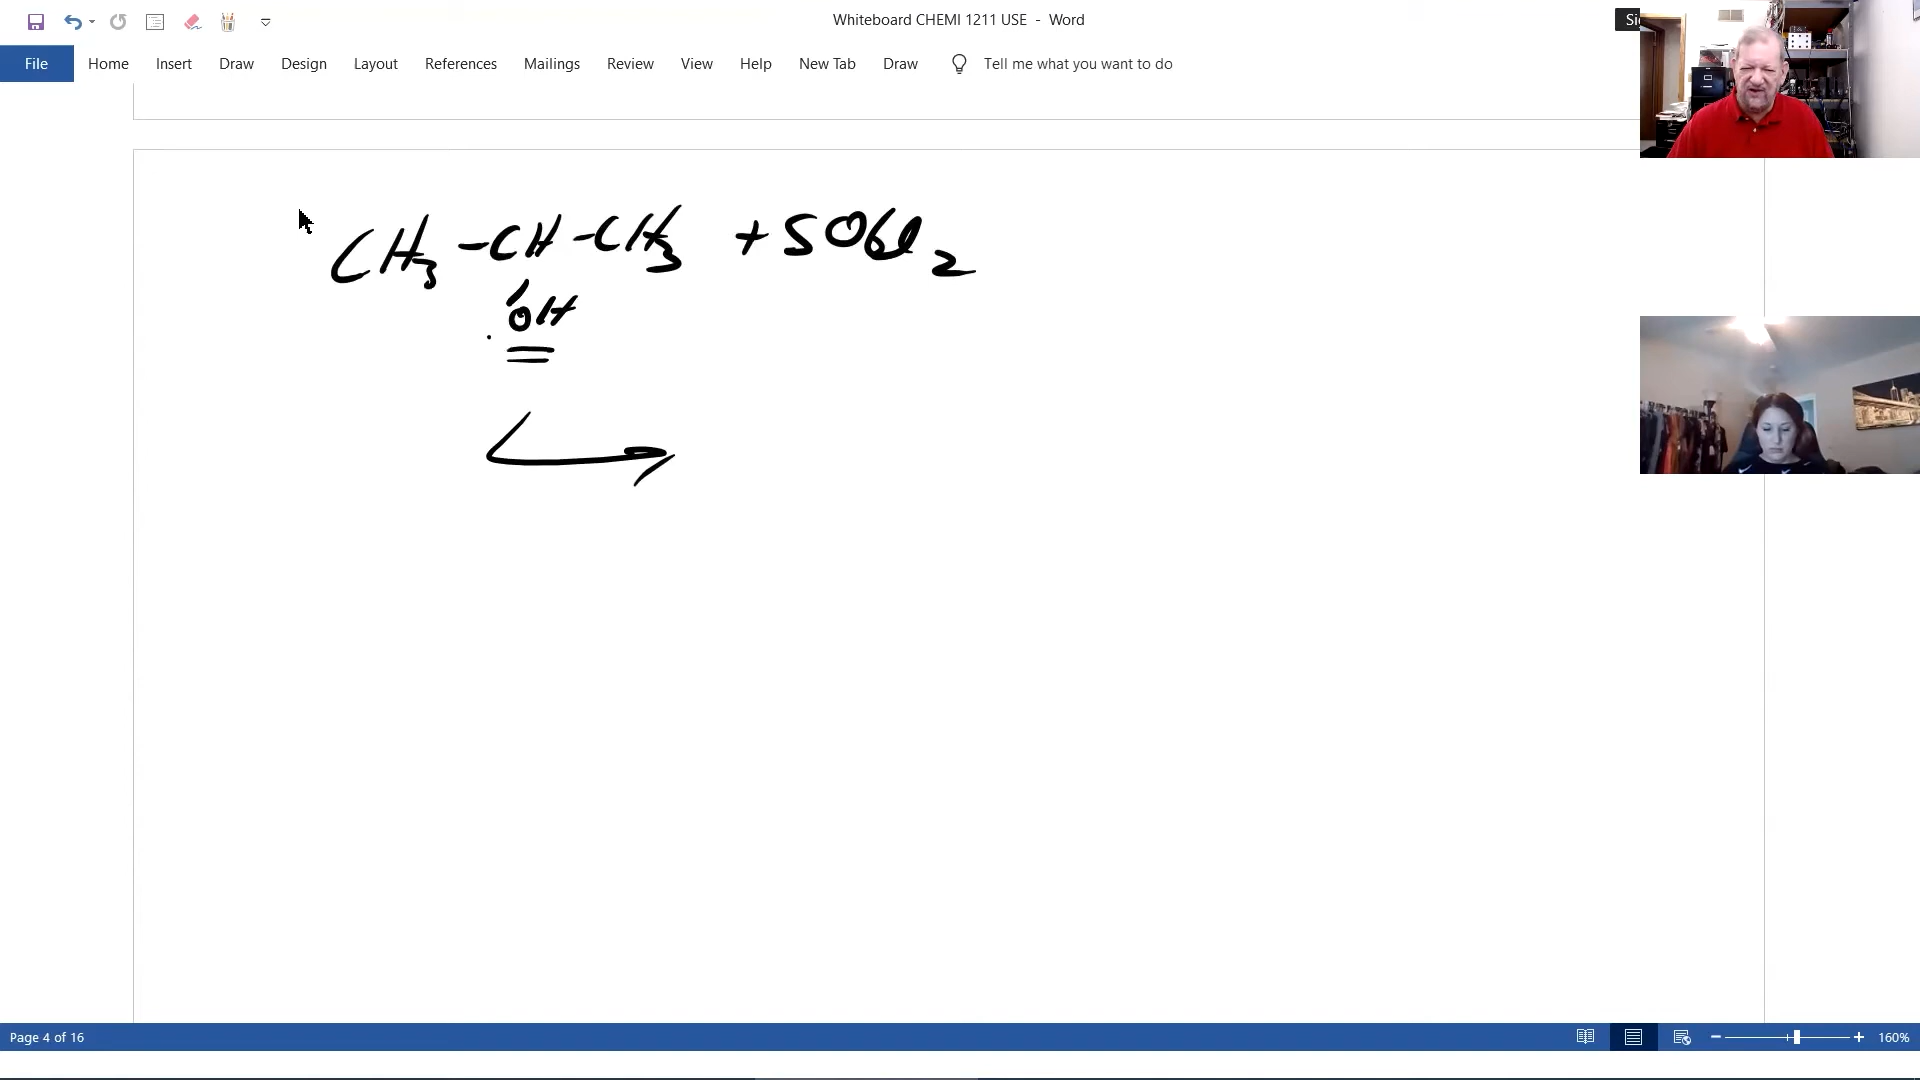 Whiteboard CHEMI 1211 USE - Word
Si
File Home Insert Draw Design Layout References Mailings Review View Help New Tab Draw Tell me what you want to do
CH3 -CH -CH3 + SOCl2
OH
Page 4 of 16
160%